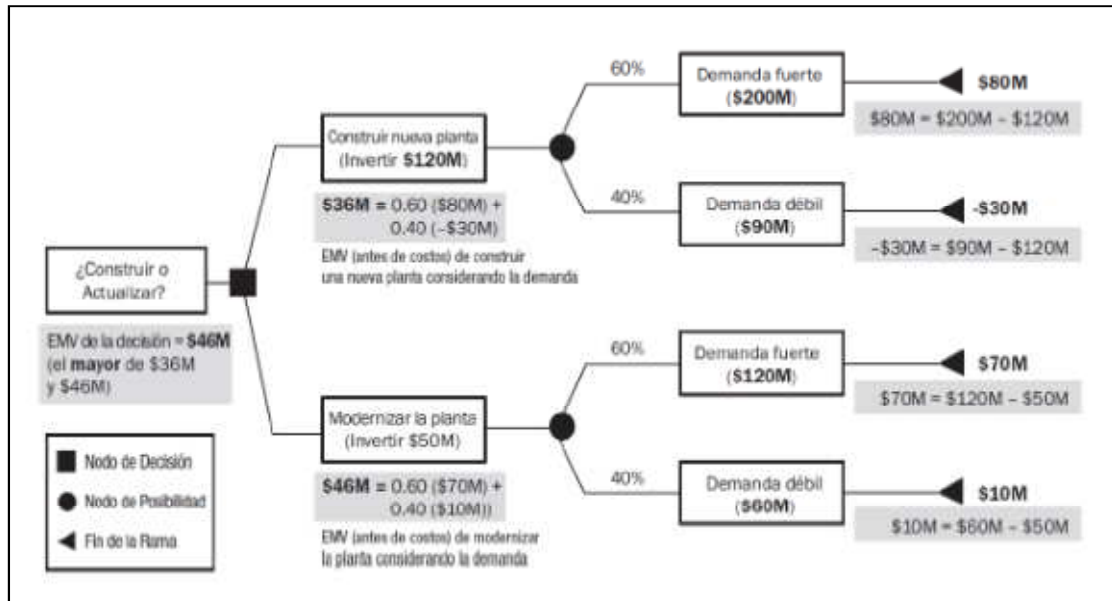 ¿Construir o
Actualizar?
EMV de la decisión = $46M
(el mayor de $36M
y $46M)
Nodo de Decisión
Nodo de Posibilidad
Fin de la Rama
Construir nueva planta
(Invertir $120M)
$36M = 0.60 ($80M) +
0.40 (–$30M)
EMV (antes de costos) de construir
una nueva planta considerando la demanda
60%
Demanda fuerte
($200M)
$80M
$80M = $200M – $120M
40%
Demanda débil
($90M)
-$30M
–$30M = $90M – $120M
Modernizar la planta
(Invertir $50M)
$46M = 0.60 ($70M) +
0.40 ($10M))
EMV (antes de costos) de modernizar
la planta considerando la demanda
60%
Demanda fuerte
($120M)
$70M
$70M = $120M – $50M
40%
Demanda débil
($60M)
$10M
$10M = $60M – $50M